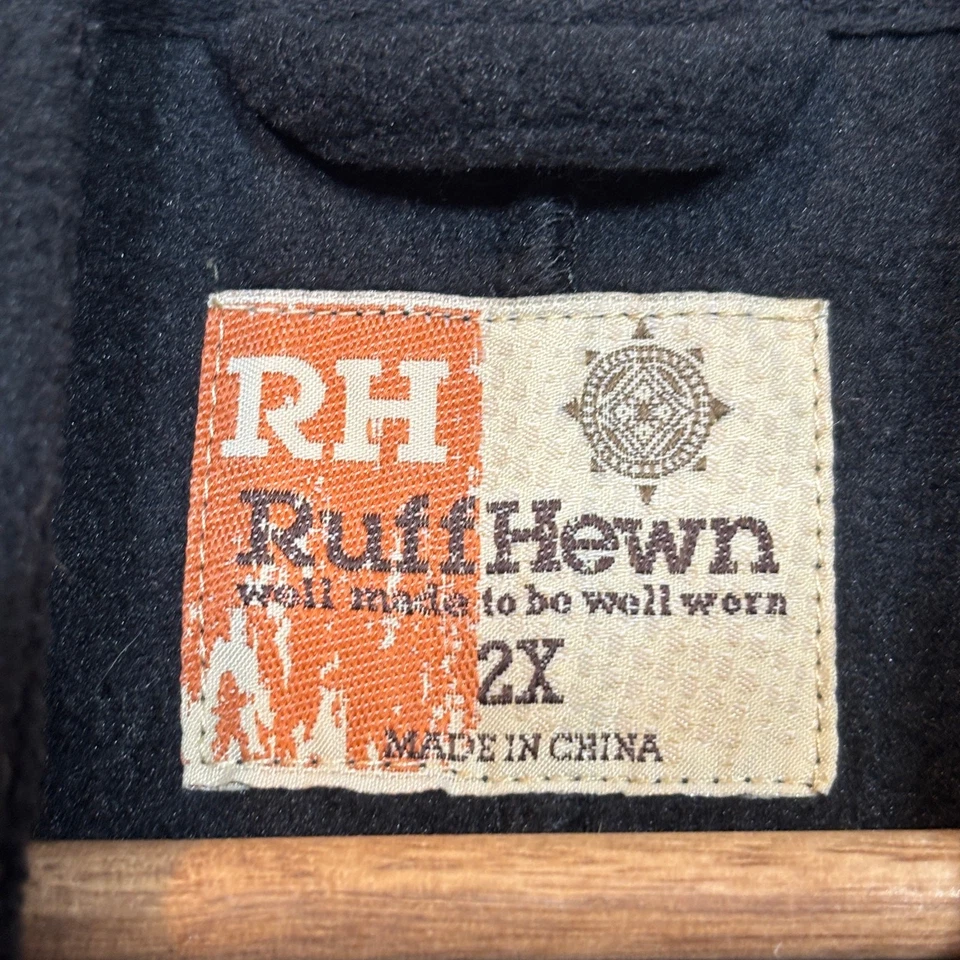 RH
RuffHewn
well made to be well worn
2X
MADE IN CHINA